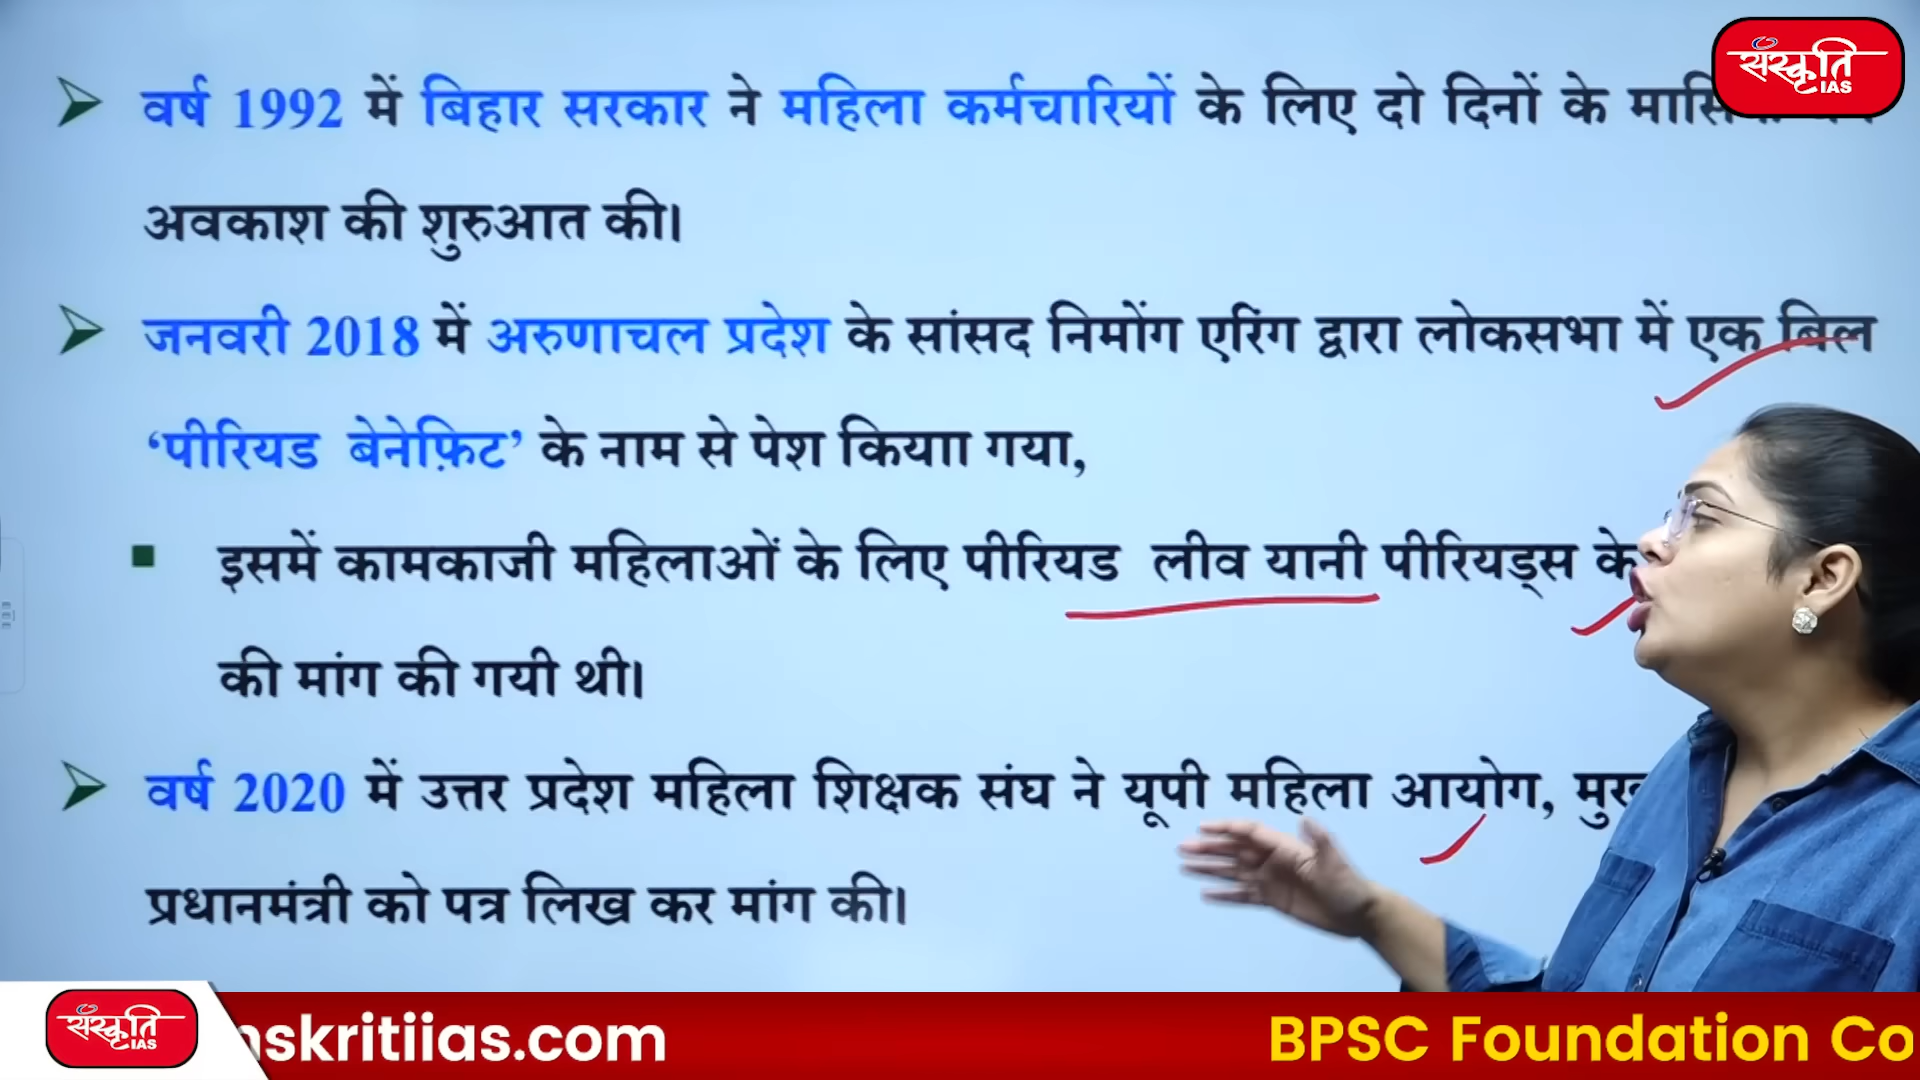 संस्कृति
IAS
वर्ष 1992 में बिहार सरकार ने महिला कर्मचारियों के लिए दो दिनों के
अवकाश की शुरुआत की।
जनवरी 2018 में अरुणाचल प्रदेश के सांसद निमोंग एरिंग द्वारा लोकसभा में एक बिल
‘पीरियड बेनेफ़िट’ के नाम से पेश कियाा गया,
इसमें कामकाजी महिलाओं के लिए पीरियड लीव यानी पीरियड्स के
की मांग की गयी थी।
वर्ष 2020 में उत्तर प्रदेश महिला शिक्षक संघ ने यूपी महिला आयोग,
प्रधानमंत्री को पत्र लिख कर मांग की।
संस्कृति
IAS
nskritiias.com
BPSC Foundation Co